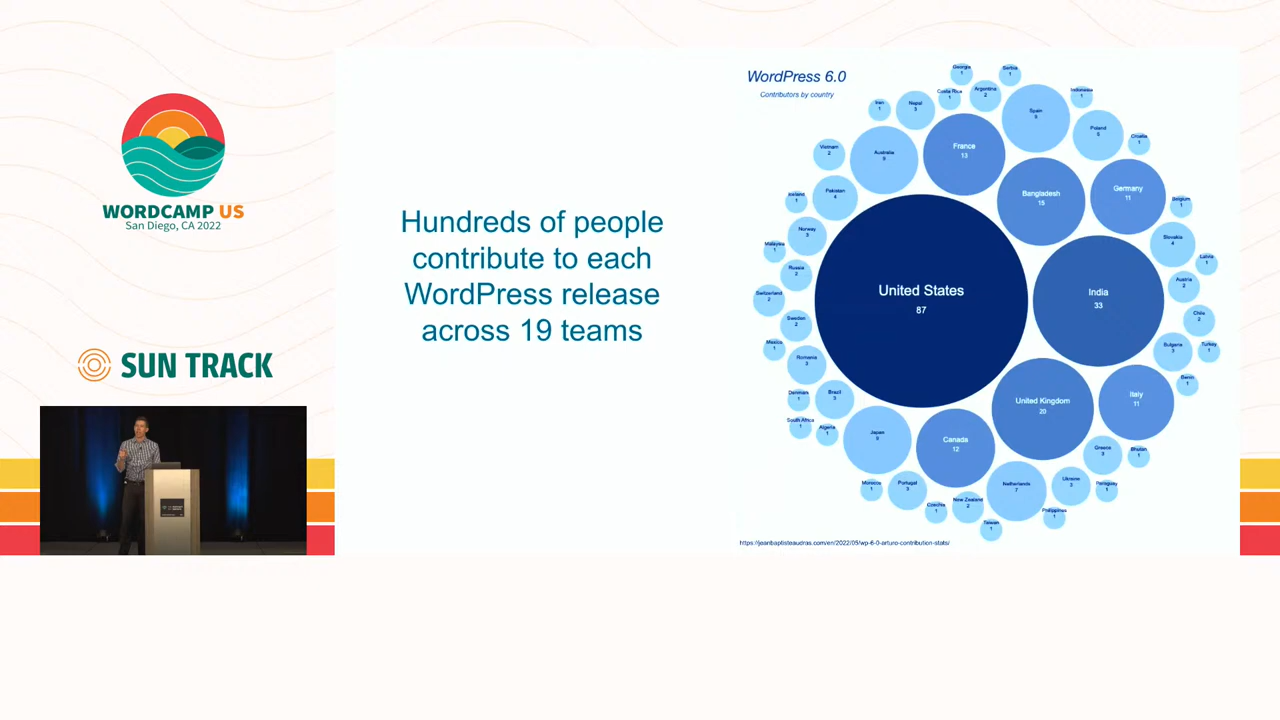 WORDCAMP US
San Diego, CA 2022
SUN TRACK
Hundreds of people
contribute to each
WordPress release
across 19 teams
WordPress 6.0
Contributors by country
Georgia
1
Serbia
1
Costa Rica
1
Argentina
2
Indonesia
1
Iran
1
Nepal
3
Spain
Poland
Croatia
1
France
13
Vietnam
2
Australia
Bangladesh
15
Germany
11
Pakistan
4
Iceland
1
Belgium
1
Norway
3
Slovakia
4
Malaysia
1
Latvia
1
Russia
2
Austria
2
Switzerland
2
United States
87
India
33
Chile
2
Sweden
2
Mexico
1
Bulgaria
3
Turkey
1
Romania
3
Benin
1
Denmark
1
Brazil
3
United Kingdom
20
Italy
11
South Africa
1
Algeria
1
Japan
Canada
12
Greece
3
Bhutan
1
Morocco
1
Portugal
3
Netherlands
7
Ukraine
3
Paraguay
1
Czechia
1
New Zealand
2
Philippines
1
Taiwan
1
https://jeanbaptisteaudras.com/en/2022/05/wp-6-0-arturo-contribution-stats/